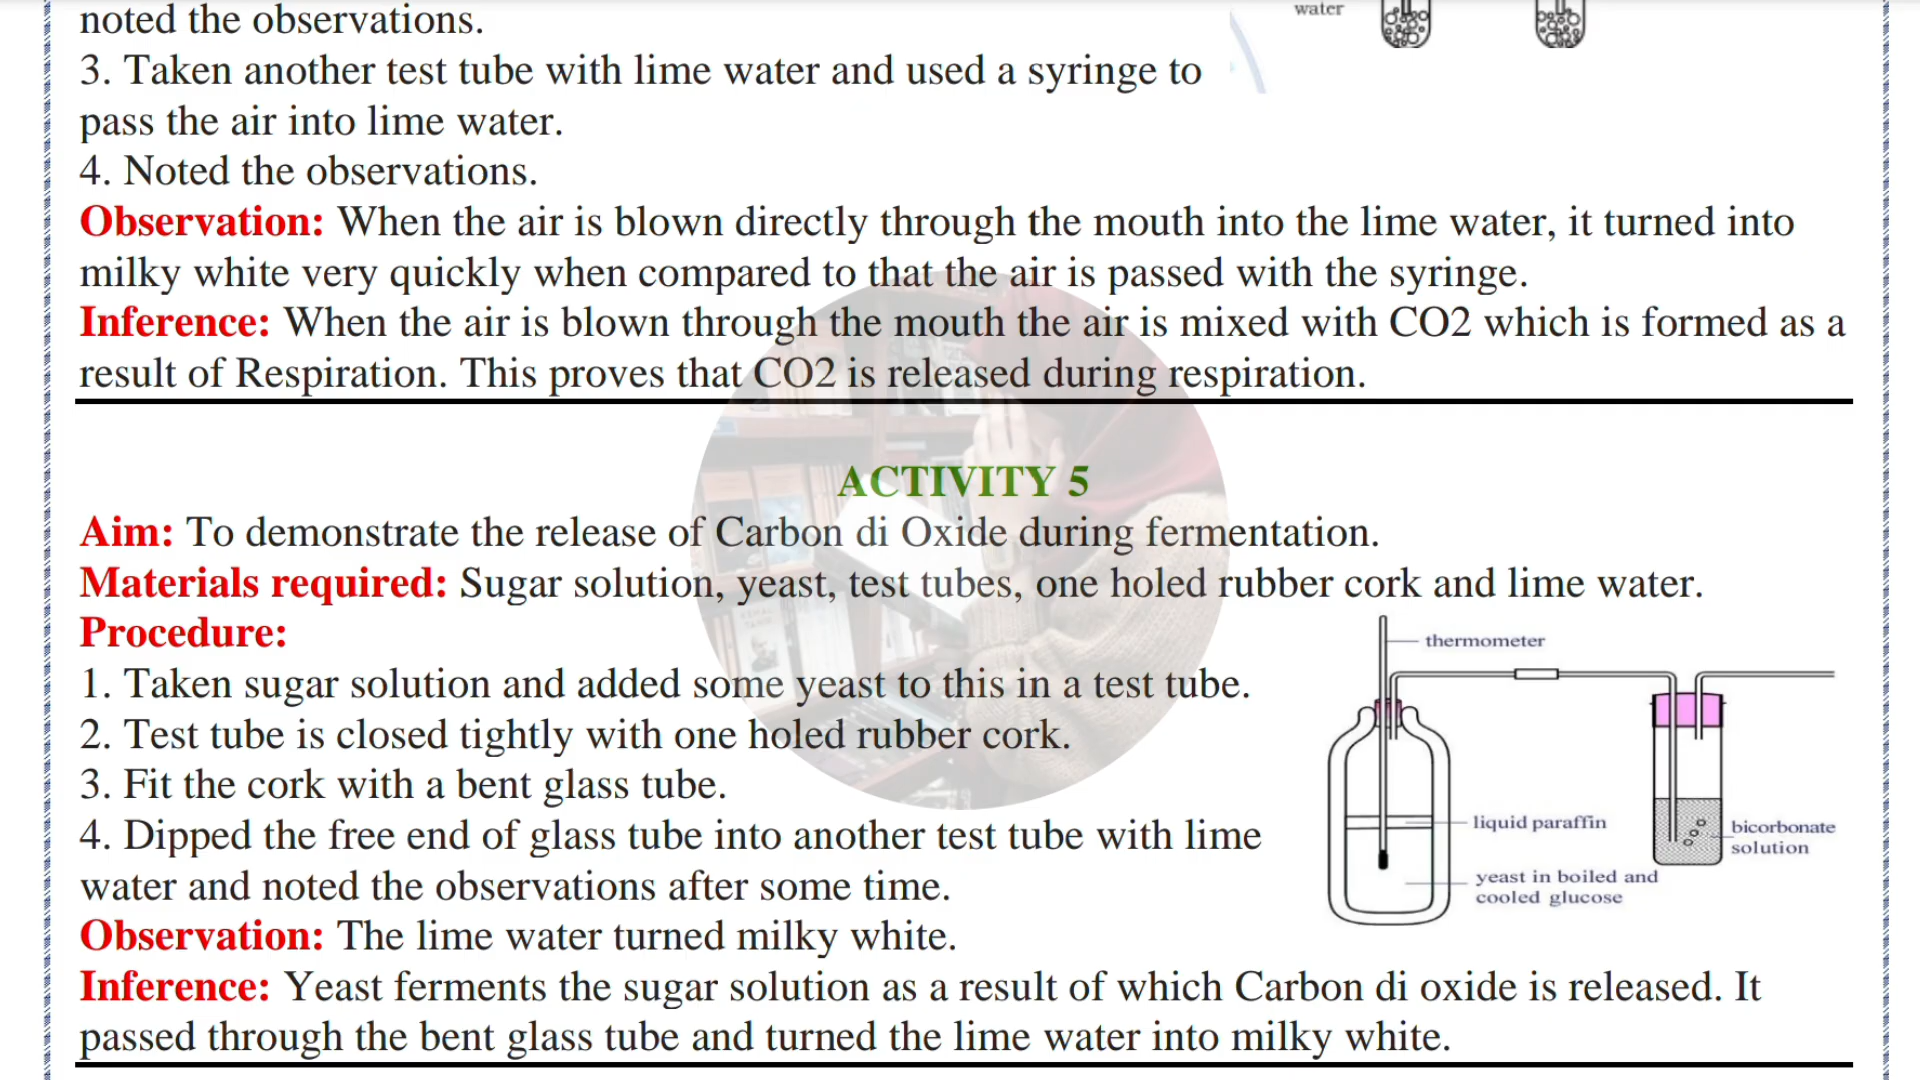 noted the observations.
water
3. Taken another test tube with lime water and used a syringe to
pass the air into lime water.
4. Noted the observations.
Observation: When the air is blown directly through the mouth into the lime water, it turned into
milky white very quickly when compared to that the air is passed with the syringe.
Inference: When the air is blown through the mouth the air is mixed with CO2 which is formed as a
result of Respiration. This proves that CO2 is released during respiration.
ACTIVITY 5
Aim: To demonstrate the release of Carbon di Oxide during fermentation.
Materials required: Sugar solution, yeast, test tubes, one holed rubber cork and lime water.
Procedure:
thermometer
1. Taken sugar solution and added some yeast to this in a test tube.
2. Test tube is closed tightly with one holed rubber cork.
3. Fit the cork with a bent glass tube.
4. Dipped the free end of glass tube into another test tube with lime
water and noted the observations after some time.
liquid paraffin
bicorbonate
solution
yeast in boiled and
cooled glucose
Observation: The lime water turned milky white.
Inference: Yeast ferments the sugar solution as a result of which Carbon di oxide is released. It
passed through the bent glass tube and turned the lime water into milky white.